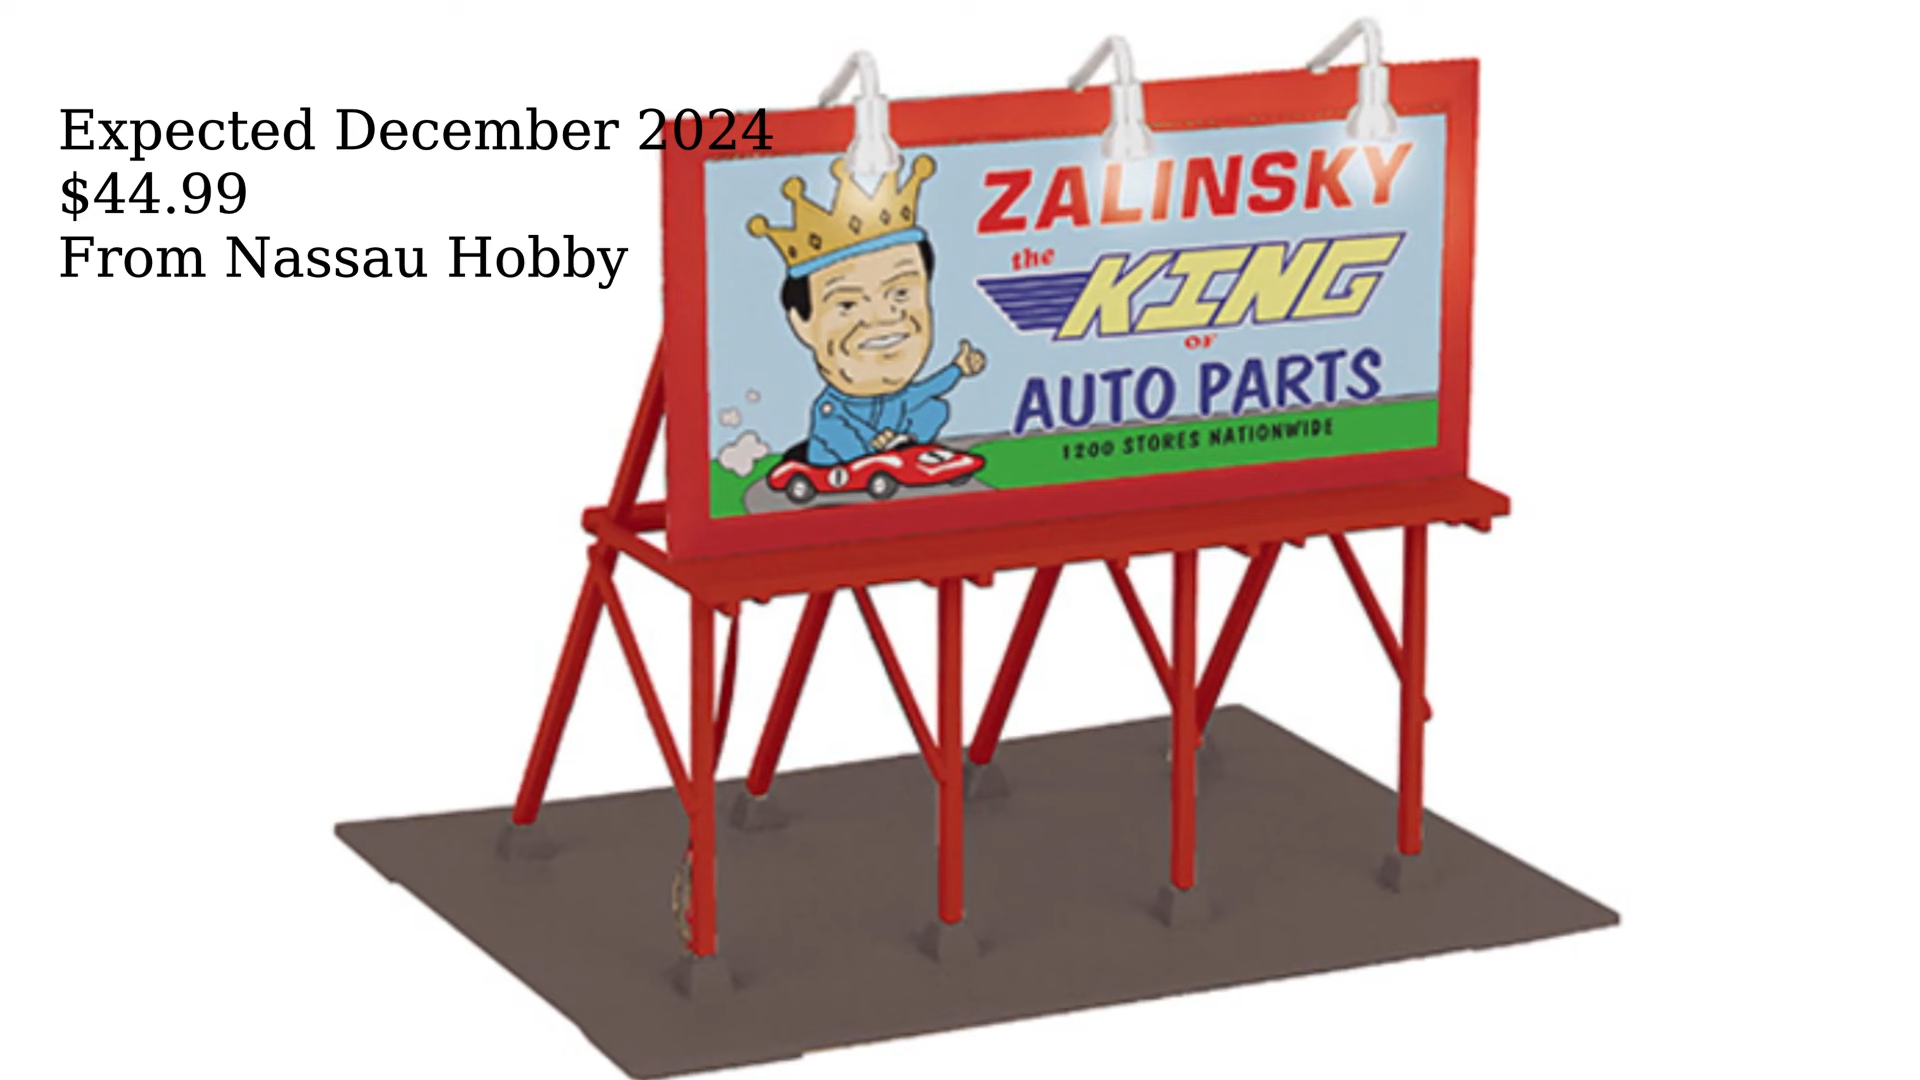 Expected December 2024
$44.99
From Nassau Hobby
ZALINSKY
the
KING
OF
AUTO PARTS
1200 STORES NATIONWIDE